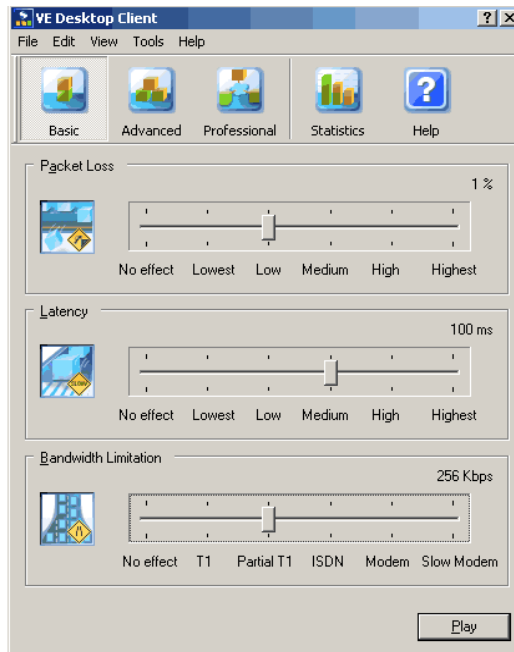 VE Desktop Client
File Edit View Tools Help
Basic Advanced Professional Statistics Help
Packet Loss
1 %
No effect Lowest Low Medium High Highest
Latency
100 ms
SLOW
No effect Lowest Low Medium High Highest
Bandwidth Limitation
256 Kbps
No effect T1 Partial T1 ISDN Modem Slow Modem
Play